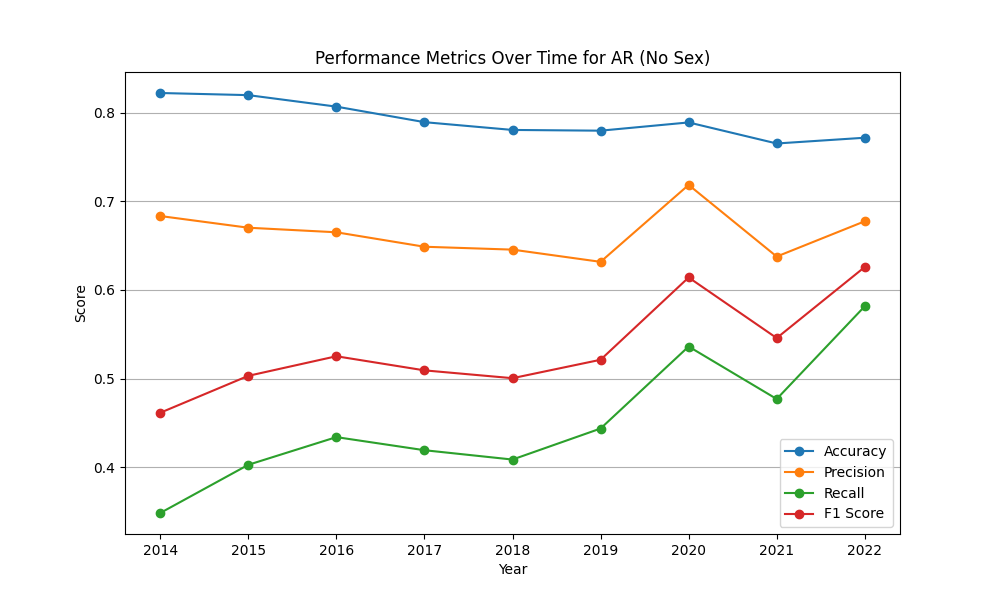 Performance Metrics Over Time for AR (No Sex)
0.8
0.7
0.6
0.5
0.4
Score
Accuracy
Precision
Recall
F1 Score
2014 2015 2016 2017 2018 2019 2020 2021 2022
Year